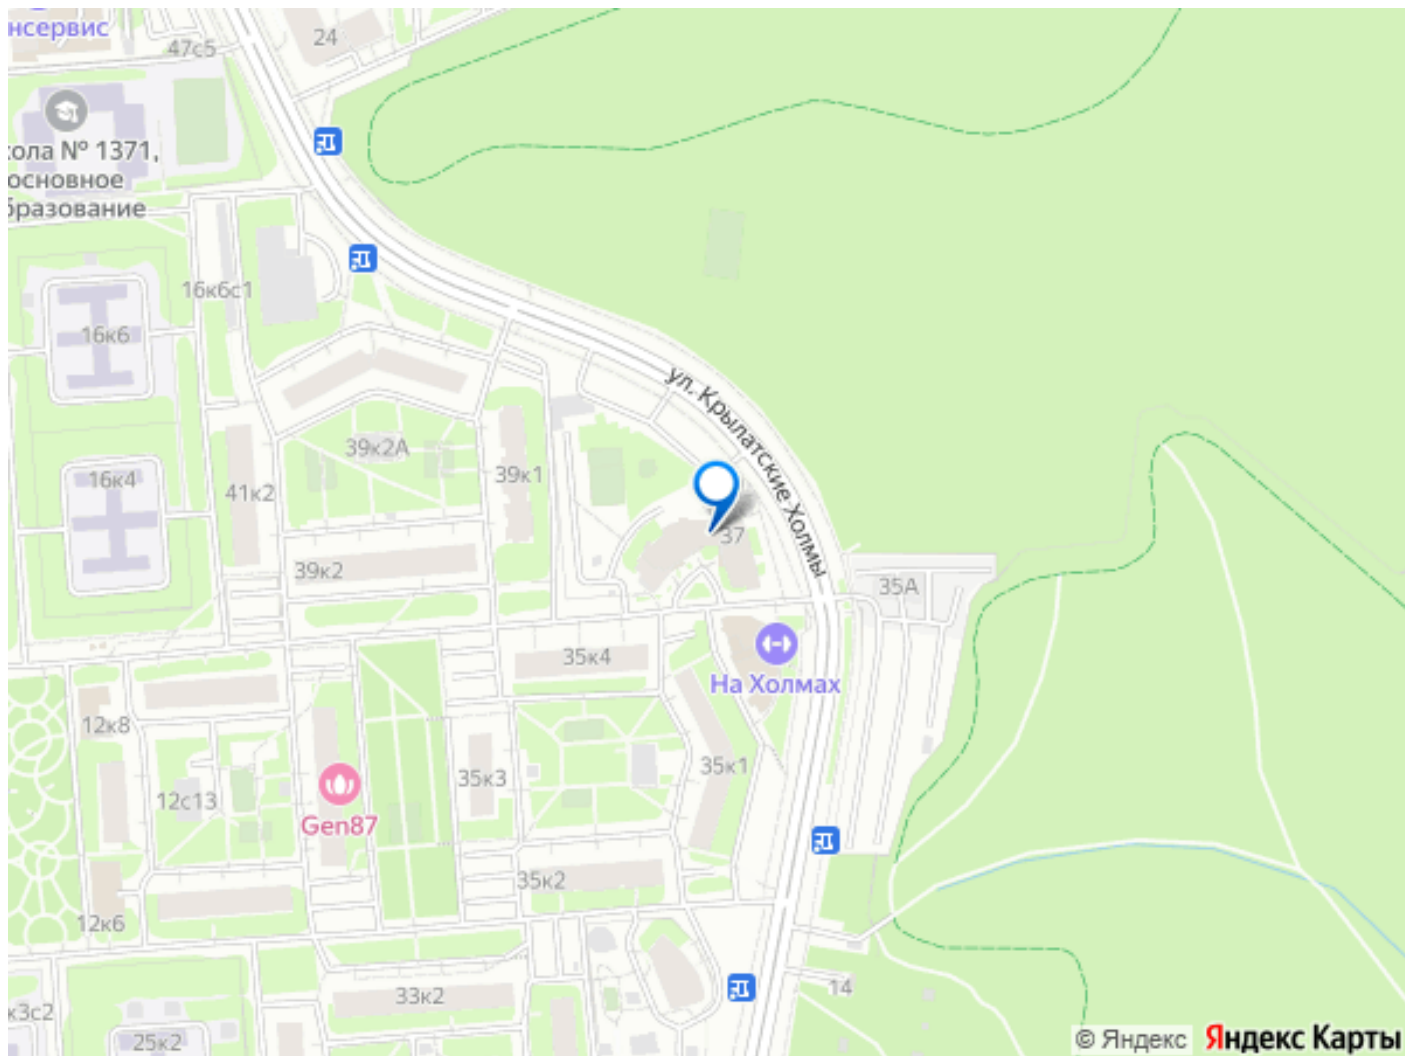 нсервис
47с5
24
кола № 1371,
основное
бразование
16к6с1
16к6
ул. Крылатские Холмы
39к2А
39к1
16к4
41к2
37
39к2
35А
35к4
На Холмах
12к8
35к3
35к1
12с13
Gen87
35к2
12к6
33к2
14
к3с2
25к2
© Яндекс
Яндекс Карты